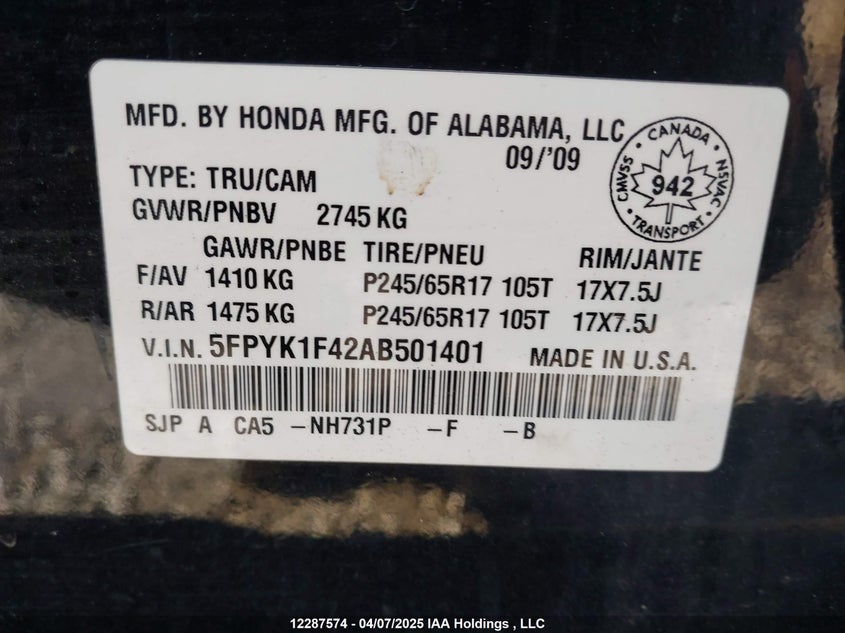 MFD. BY HONDA MFG. OF ALABAMA, LLC
09/'09
TYPE: TRU/CAM
GVWR/PNBV 2745 KG
CANADA
CMVSS 942 NSVAC
TRANSPORT
GAWR/PNBE TIRE/PNEU RIM/JANTE
F/AV 1410 KG P245/65R17 105T 17X7.5J
R/AR 1475 KG P245/65R17 105T 17X7.5J
V.I.N. 5FPYK1F42AB501401 MADE IN U.S.A.
SJP A CA5 -NH731P -F -B
12287574 - 04/07/2025 IAA Holdings , LLC